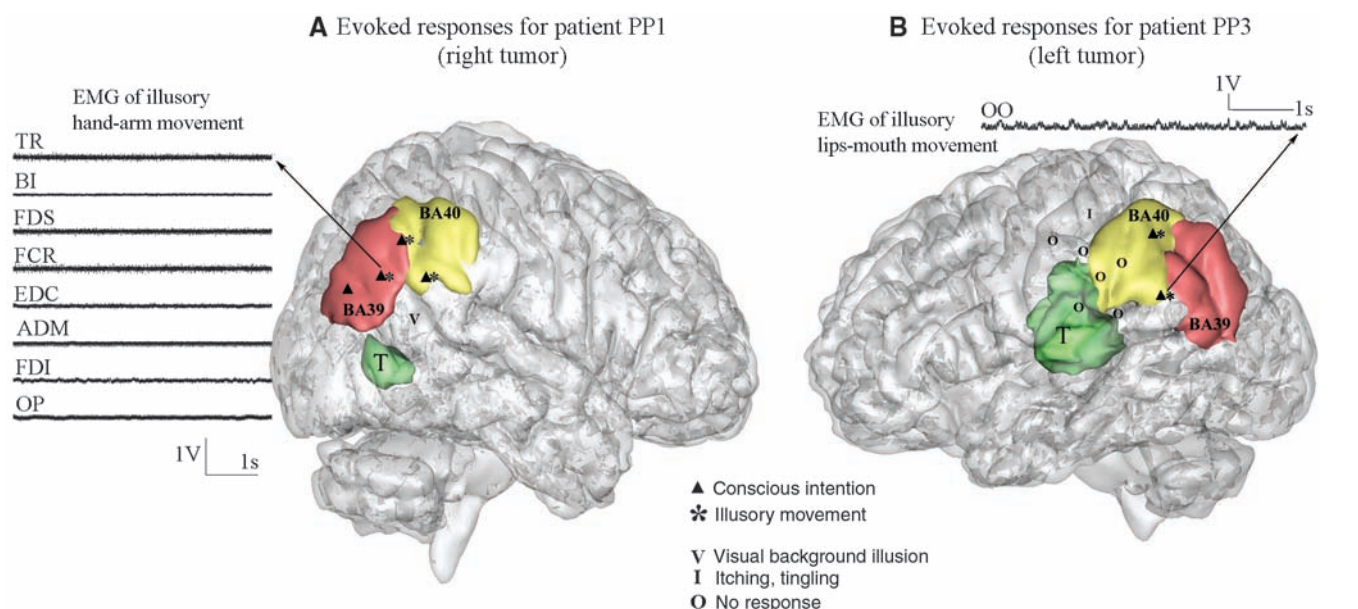 A Evoked responses for patient PP1
(right tumor)
EMG of illusory
hand-arm movement
TR
BI
FDS
FCR
EDC
ADM
FDI
OP
1V
1s
BA40
BA39
V
T
B Evoked responses for patient PP3
(left tumor)
1V
1s
OO
EMG of illusory
lips-mouth movement
I
BA40
O
O
O
O
O
O
T
BA39
▲ Conscious intention
* Illusory movement
V Visual background illusion
I Itching, tingling
O No response